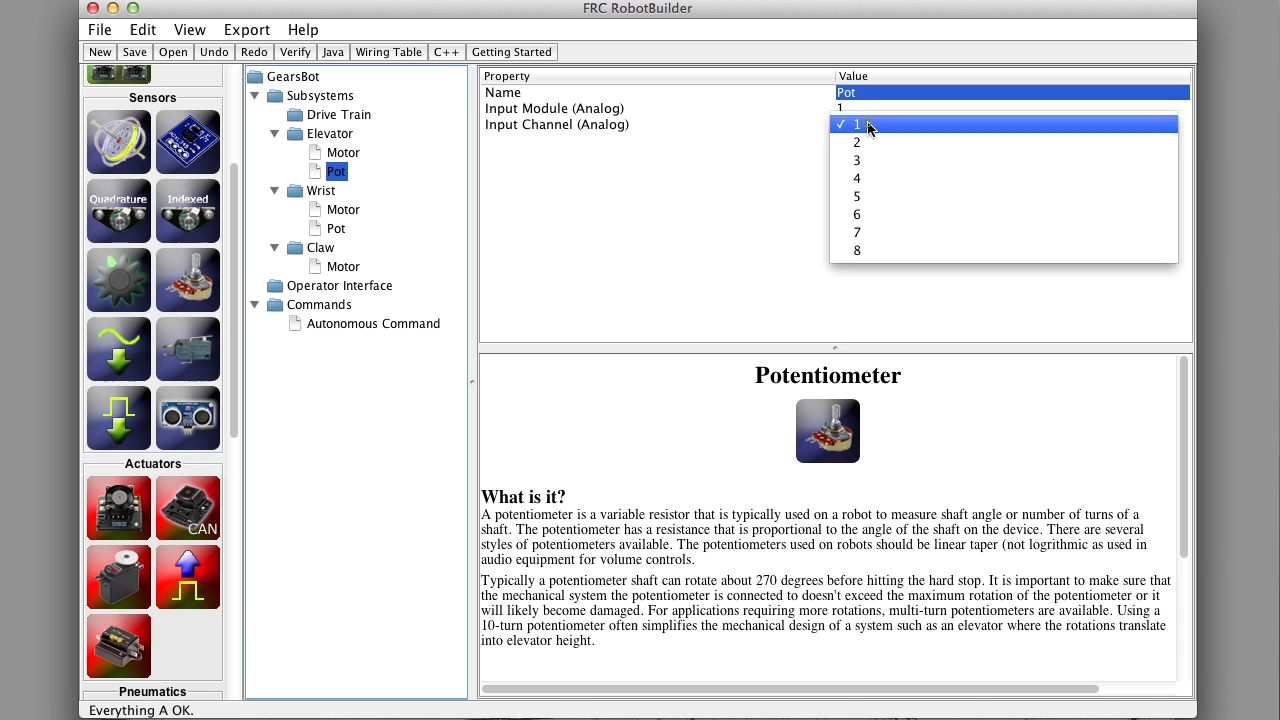 FRC RobotBuilder
File Edit View Export Help
New Save Open Undo Redo Verify Java Wiring Table C++ Getting Started
Sensors
Quadrature Indexed
Actuators
CAN
Pneumatics
GearsBot
Subsystems
Drive Train
Elevator
Motor
Pot
Wrist
Motor
Pot
Claw
Motor
Operator Interface
Commands
Autonomous Command
Property Value
Name Pot
Input Module (Analog) 1
Input Channel (Analog)
✓ 1
2
3
4
5
6
7
8
Potentiometer
What is it?
A potentiometer is a variable resistor that is typically used on a robot to measure shaft angle or number of turns of a
shaft. The potentiometer has a resistance that is proportional to the angle of the shaft on the device. There are several
styles of potentiometers available. The potentiometers used on robots should be linear taper (not logrithmic as used in
audio equipment for volume controls.
Typically a potentiometer shaft can rotate about 270 degrees before hitting the hard stop. It is important to make sure that
the mechanical system the potentiometer is connected to doesn't exceed the maximum rotation of the potentiometer or it
will likely become damaged. For applications requiring more rotations, multi-turn potentiometers are available. Using a
10-turn potentiometer often simplifies the mechanical design of a system such as an elevator where the rotations translate
into elevator height.
Everything A OK.